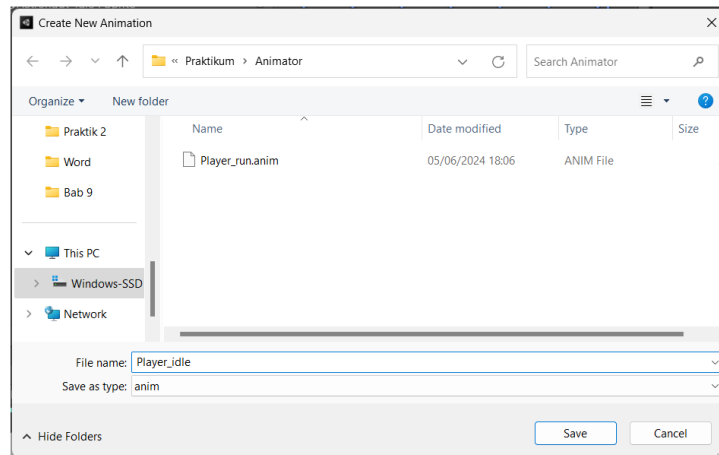 Create New Animation
« Praktikum > Animator
Search Animator
Organize
New folder
Name
Date modified
Type
Size
Praktik 2
Player_run.anim
05/06/2024 18:06
ANIM File
Word
Bab 9
This PC
Windows-SSD
Network
File name: Player_idle
Save as type: anim
Hide Folders
Save
Cancel